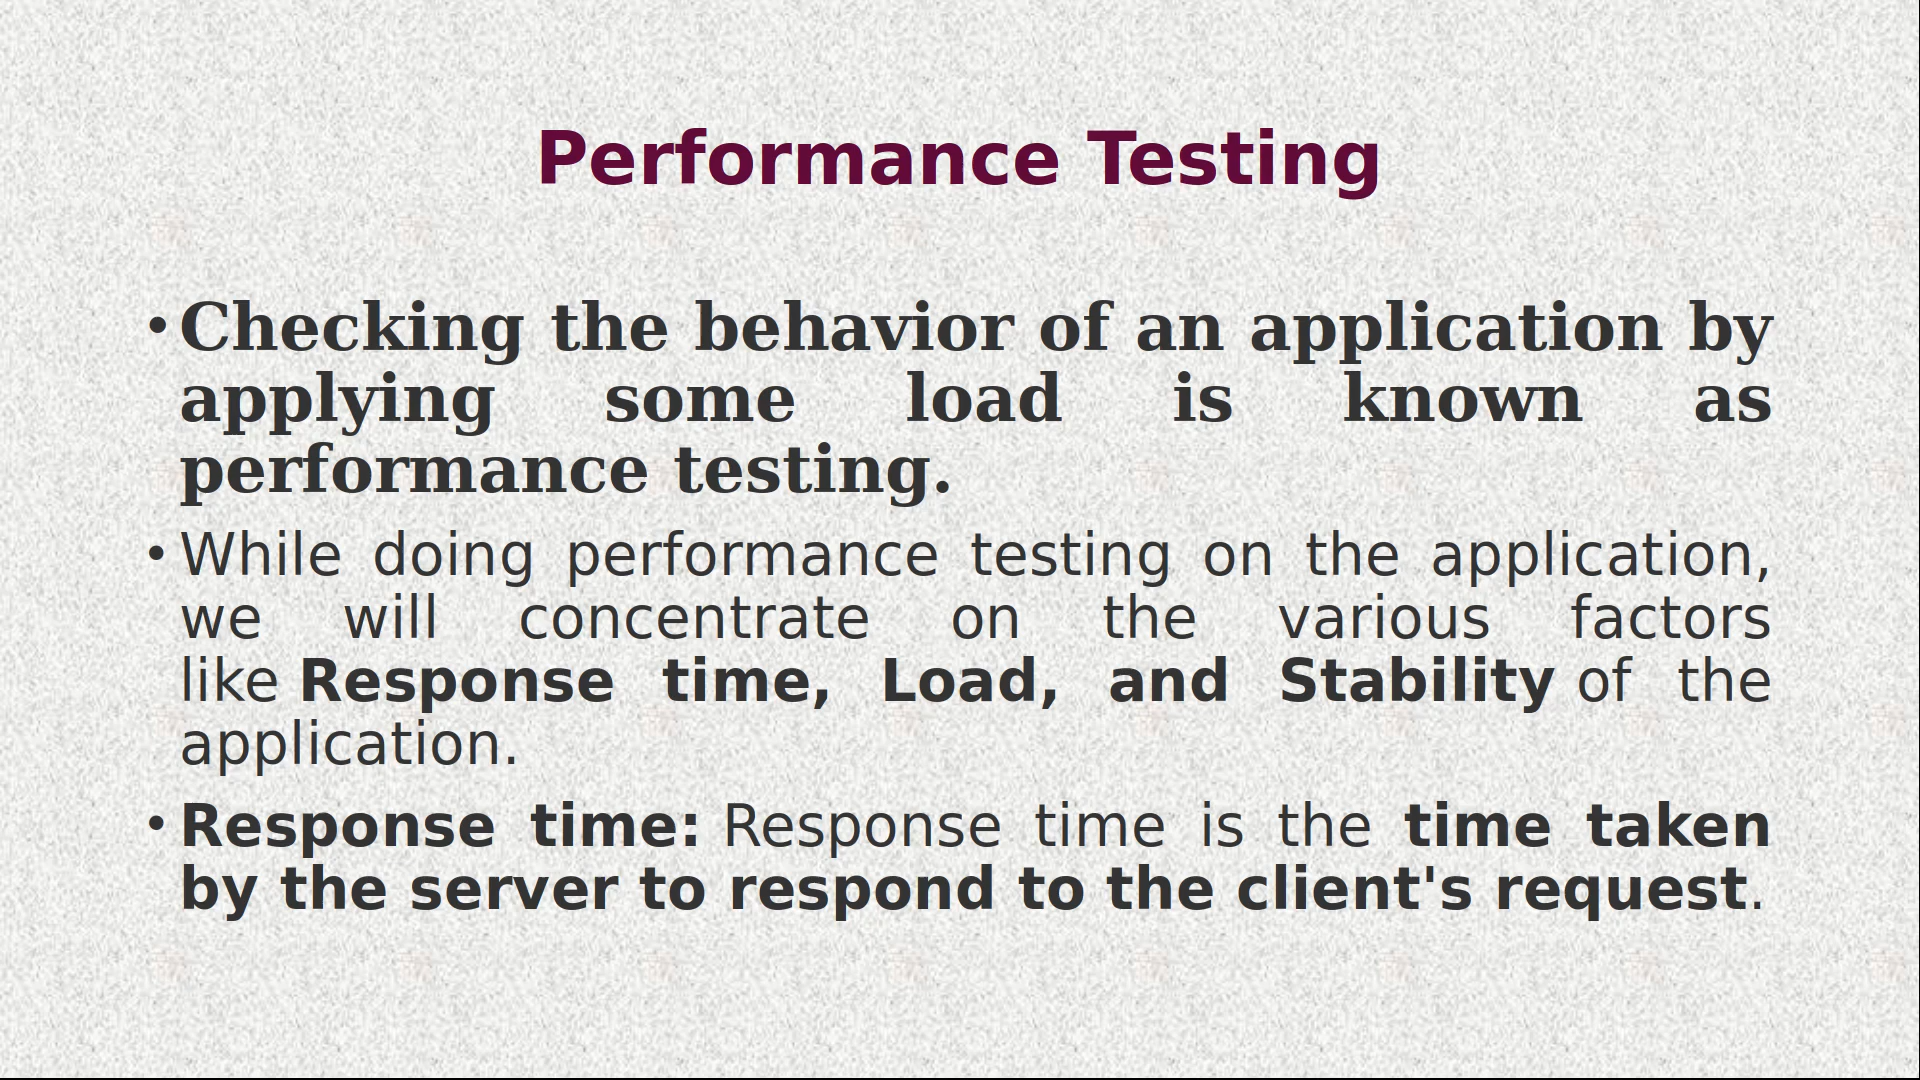 Performance Testing
• Checking the behavior of an application by
applying some load is known as
performance testing.
• While doing performance testing on the application,
we will concentrate on the various factors
like Response time, Load, and Stability of the
application.
• Response time: Response time is the time taken
by the server to respond to the client's request.